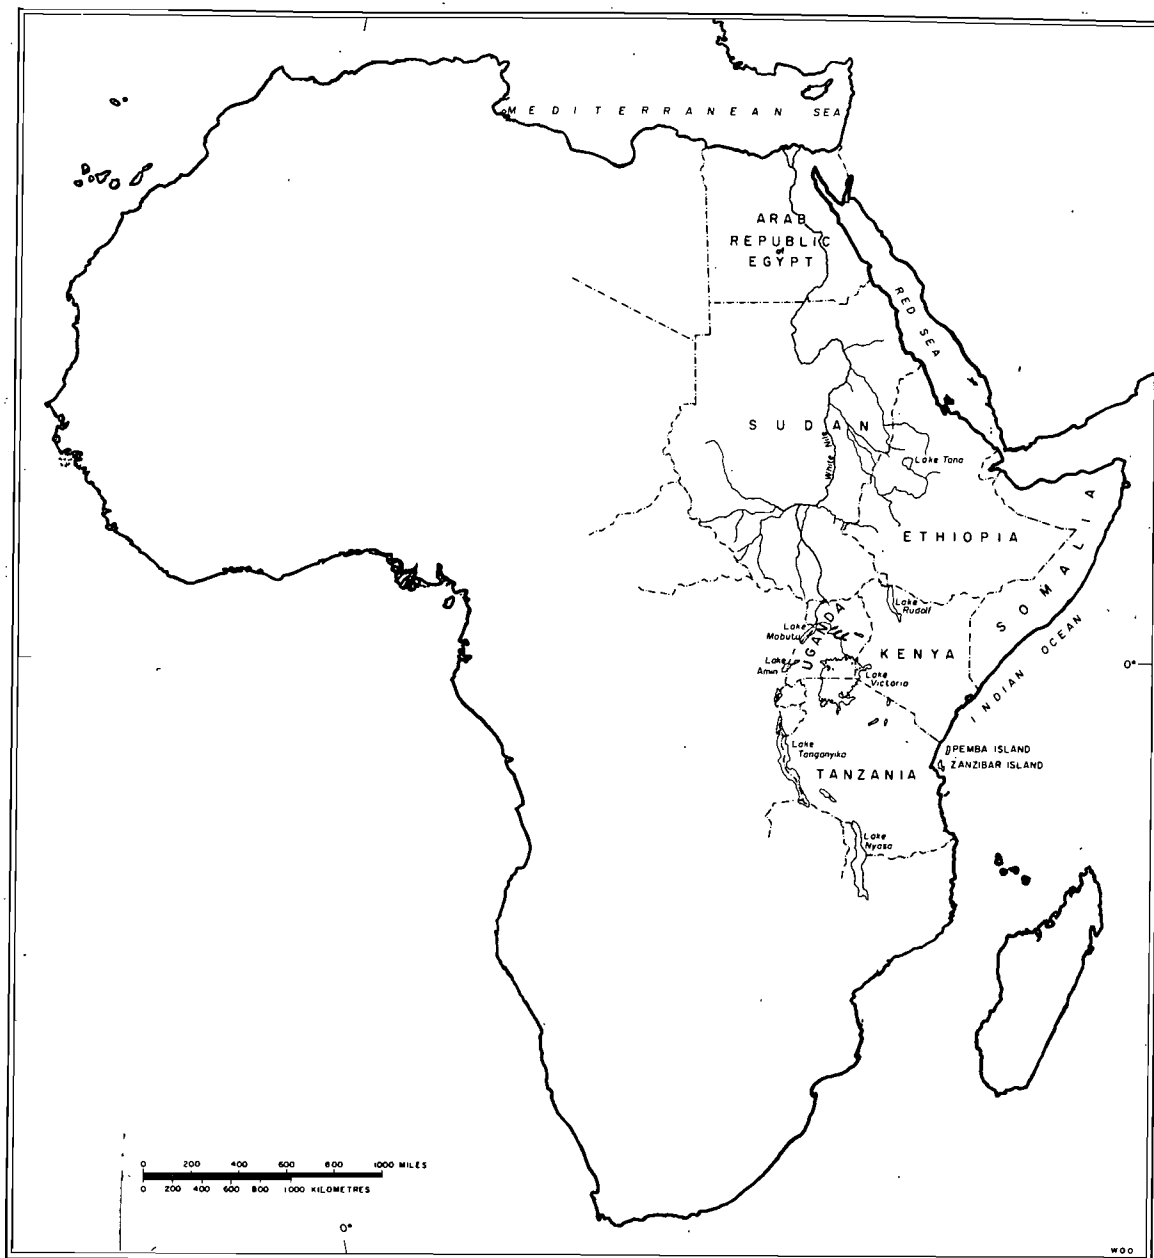 MEDITERRANEAN SEA
ARAB
REPUBLIC
of
EGYPT
RED SEA
SUDAN
White Nile
Lake Tana
ETHIOPIA
SOMALIA
Lake
Rudolf
UGANDA
Lake
Mobutu
KENYA
INDIAN OCEAN
Lake
Amin
Lake
Victoria
0°
PEMBA ISLAND
ZANZIBAR ISLAND
Lake
Tanganyika
TANZANIA
Lake
Nyasa
0 200 400 600 800 1000 MILES
0 200 400 600 800 1000 KILOMETRES
0°
WOO